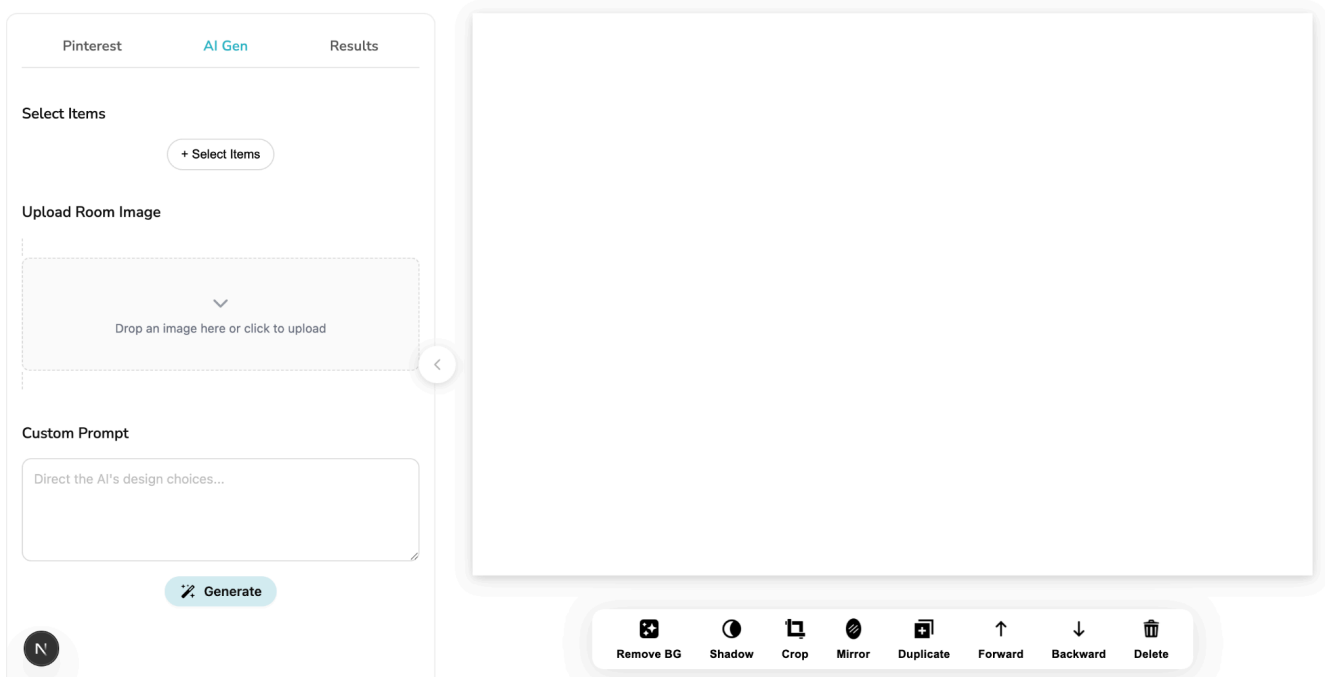 Pinterest AI Gen Results
Select Items
+ Select Items
Upload Room Image
Drop an image here or click to upload
Custom Prompt
Direct the AI's design choices...
Generate
N
Remove BG Shadow Crop Mirror Duplicate Forward Backward Delete